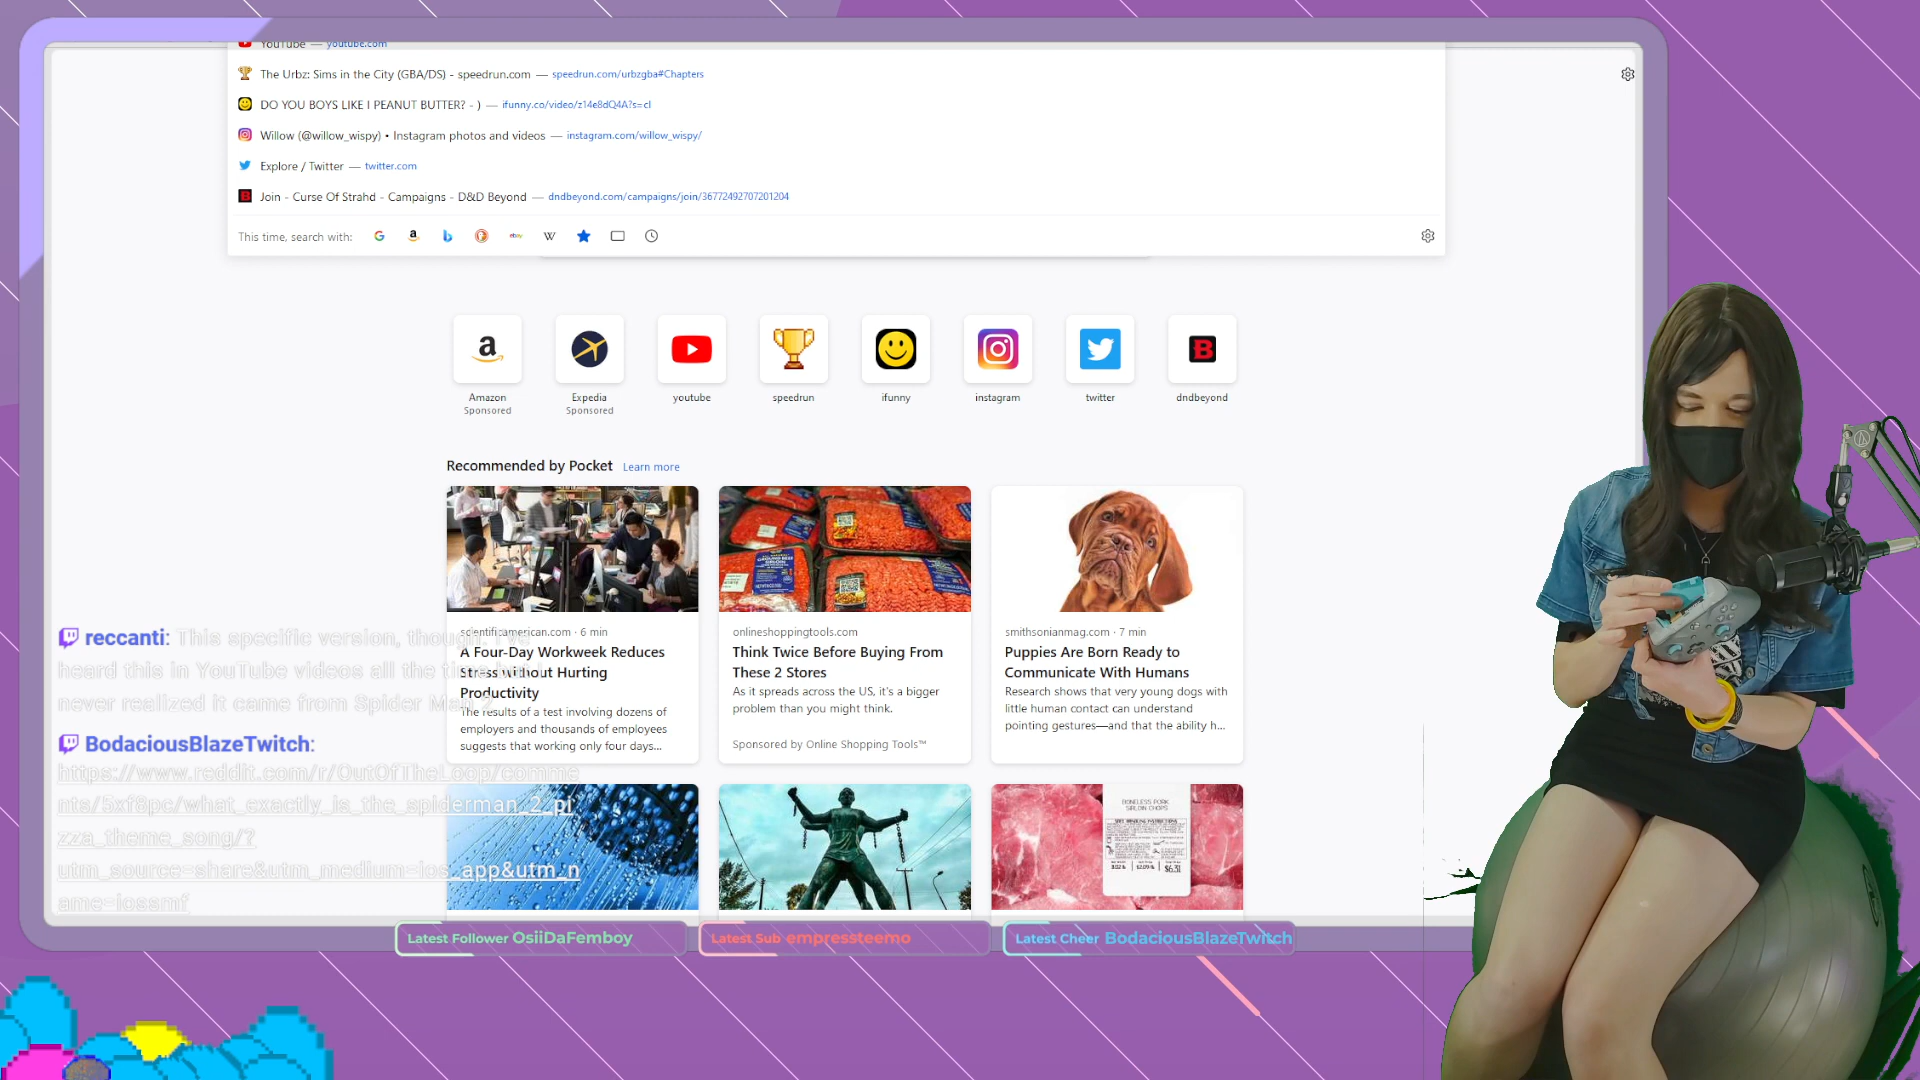 YouTube — youtube.com
The Urbz: Sims in the City (GBA/DS) - speedrun.com — speedrun.com/urbzgba#Chapters
DO YOU BOYS LIKE I PEANUT BUTTER? - ) — ifunny.co/video/z14e8dQ4A?s=cl
Willow (@willow_wispy) • Instagram photos and videos — instagram.com/willow_wispy/
Explore / Twitter — twitter.com
Join - Curse Of Strahd - Campaigns - D&D Beyond — dndbeyond.com/campaigns/join/36772492707201204
This time, search with:
Amazon
Sponsored
Expedia
Sponsored
youtube
speedrun
ifunny
instagram
twitter
dndbeyond
Recommended by Pocket Learn more
scientificamerican.com · 6 min
A Four-Day Workweek Reduces
Stress without Hurting
Productivity
The results of a test involving dozens of
employers and thousands of employees
suggests that working only four days...
onlineshoppingtools.com
Think Twice Before Buying From
These 2 Stores
As it spreads across the US, it's a bigger
problem than you might think.
Sponsored by Online Shopping Tools™
smithsonianmag.com · 7 min
Puppies Are Born Ready to
Communicate With Humans
Research shows that very young dogs with
little human contact can understand
pointing gestures—and that the ability h...
BONELESS PORK
SIRLOIN CHOPS
$6.31
reccanti: This specific version, though. I've
heard this in YouTube videos all the time but I
never realized it came from Spider Man 2
BodaciousBlazeTwitch:
https://www.reddit.com/r/OutOfTheLoop/comme
nts/5xf8pc/what_exactly_is_the_spiderman_2_pi
zza_theme_song/?
utm_source=share&utm_medium=ios_app&utm_n
ame=iossmf
Latest Follower OsiiDaFemboy
Latest Sub empressteemo
Latest Cheer BodaciousBlazeTwitch